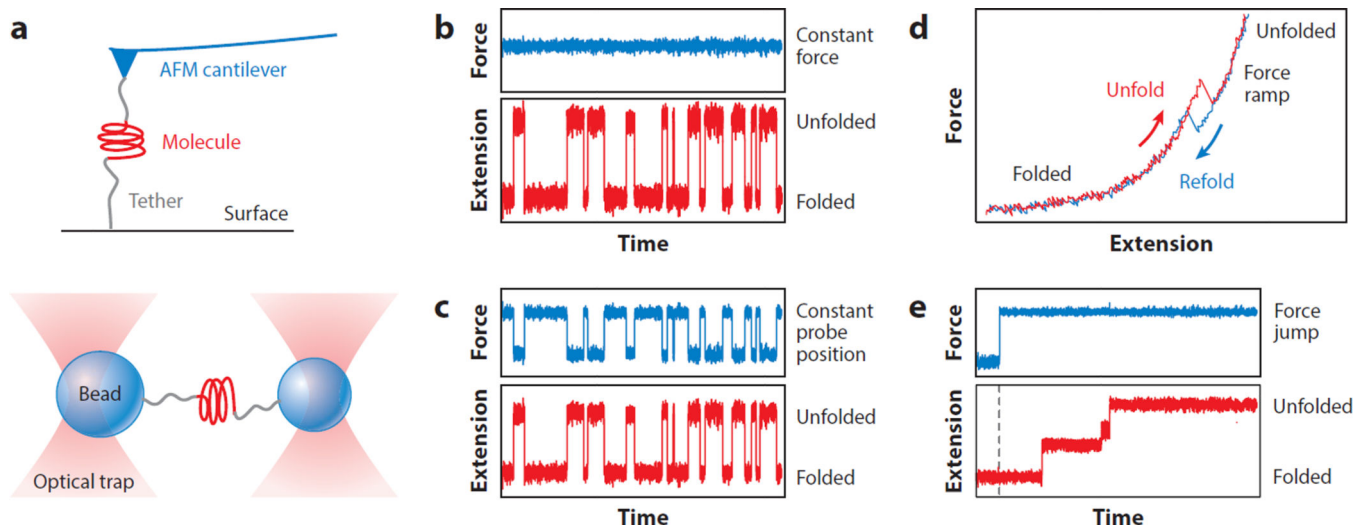 a
AFM cantilever
Molecule
Tether
Surface
Bead
Optical trap
b
Force
Constant
force
Extension
Unfolded
Folded
Time
c
Force
Constant
probe
position
Extension
Unfolded
Folded
Time
d
Force
Unfolded
Force
ramp
Unfold
Folded
Refold
Extension
e
Force
Force
jump
Extension
Unfolded
Folded
Time